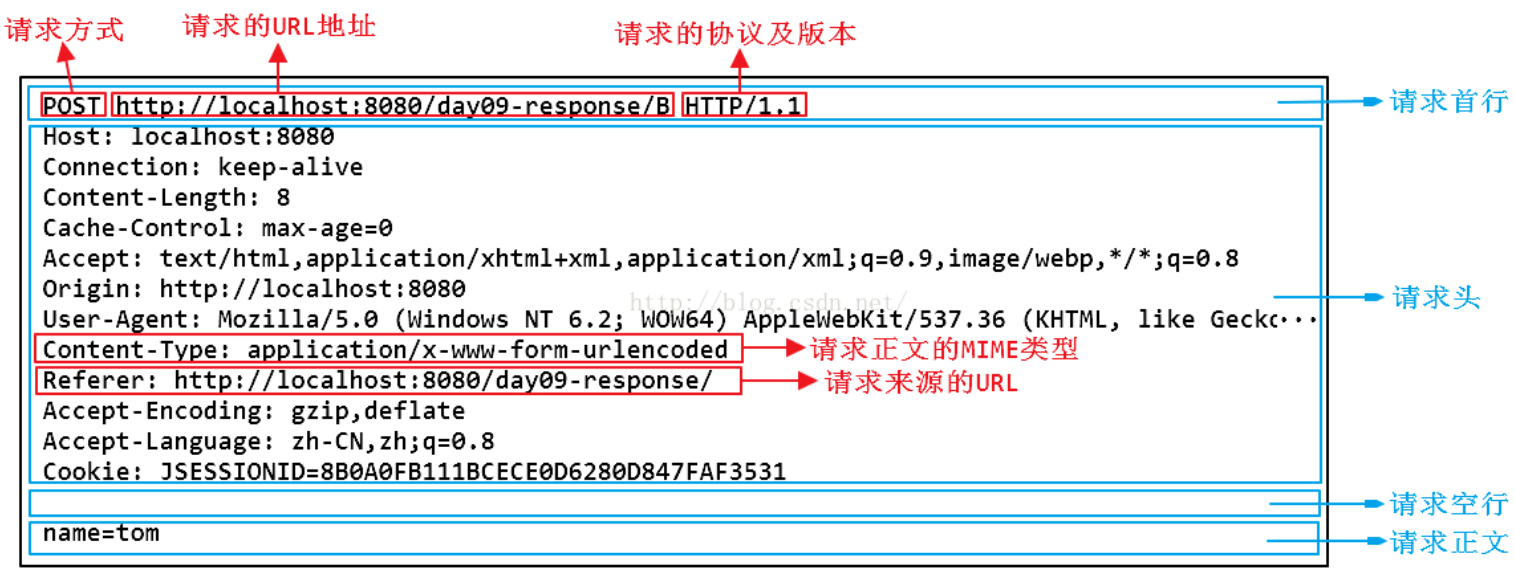 请求方式
请求的URL地址
请求的协议及版本
POST http://localhost:8080/day09-response/B HTTP/1.1
请求首行
Host: localhost:8080
Connection: keep-alive
Content-Length: 8
Cache-Control: max-age=0
Accept: text/html,application/xhtml+xml,application/xml;q=0.9,image/webp,*/*;q=0.8
Origin: http://localhost:8080
http://blog.csdn.net/
请求头
User-Agent: Mozilla/5.0 (Windows NT 6.2; WOW64) AppleWebKit/537.36 (KHTML, like Gecko···
Content-Type: application/x-www-form-urlencoded
请求正文的MIME类型
Referer: http://localhost:8080/day09-response/
请求来源的URL
Accept-Encoding: gzip,deflate
Accept-Language: zh-CN,zh;q=0.8
Cookie: JSESSIONID=8B0A0FB111BCECE0D6280D847FAF3531
请求空行
name=tom
请求正文